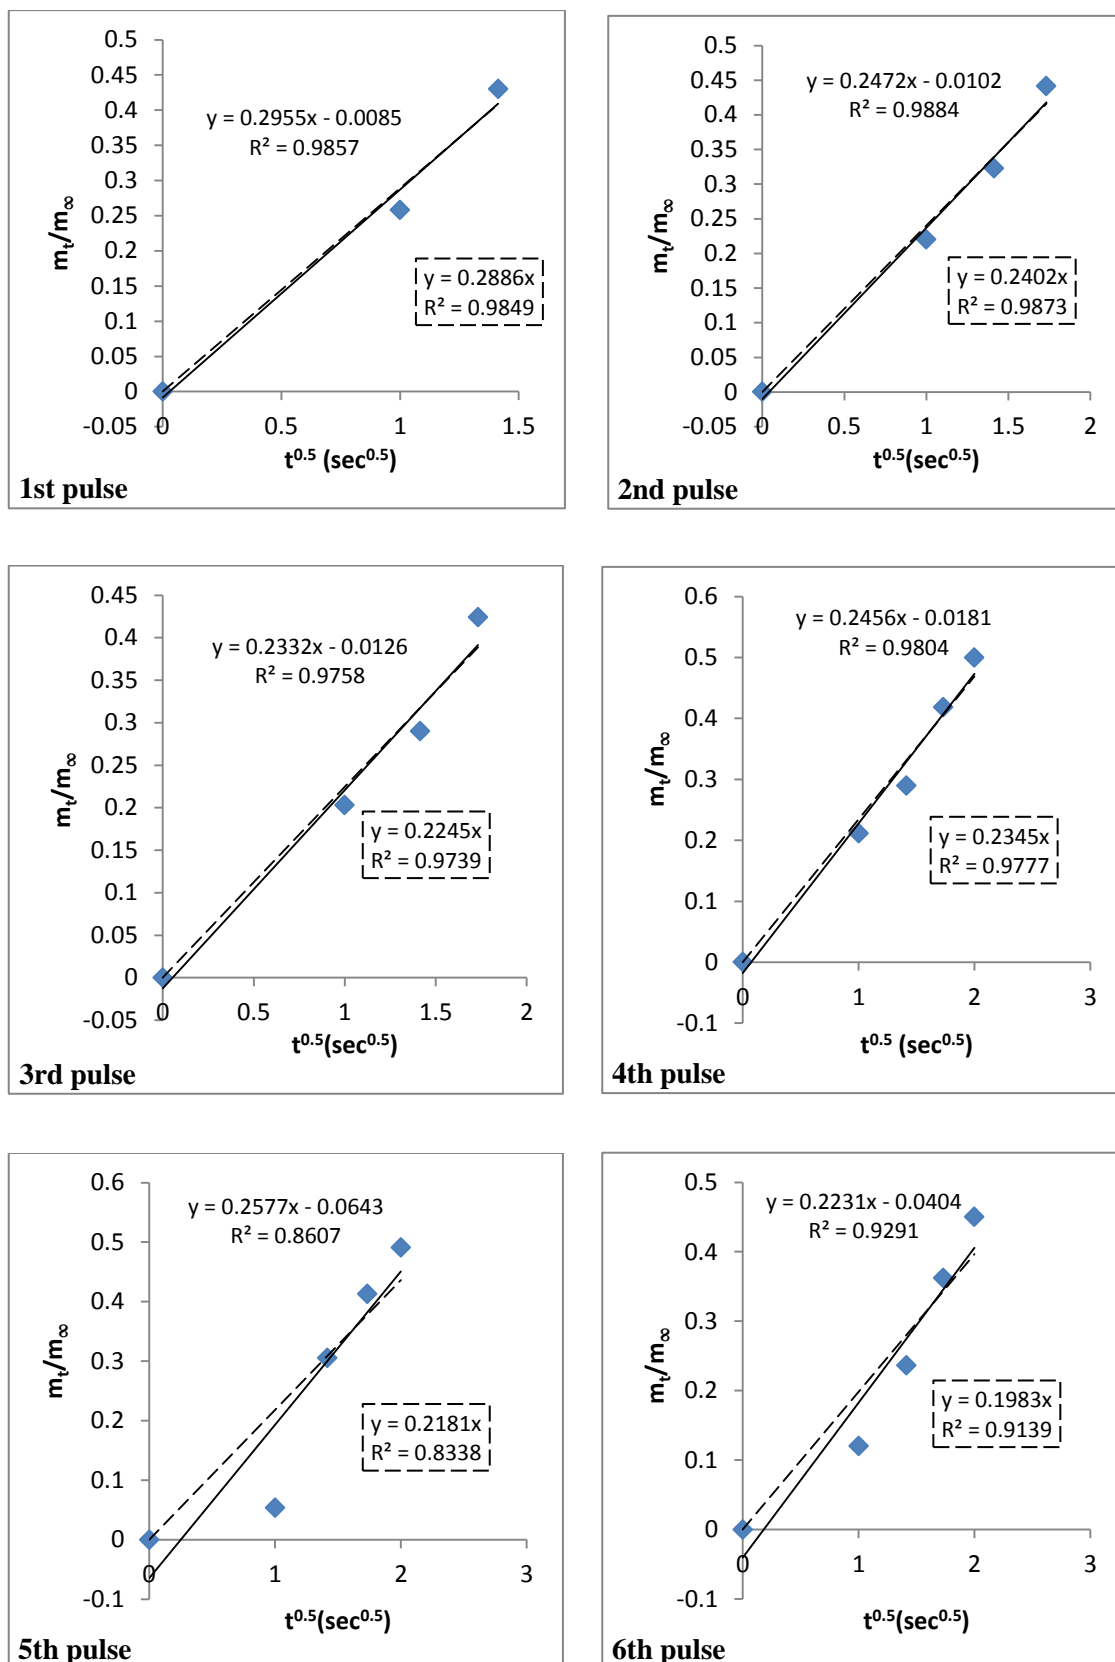 0.5
0.45
0.4
0.35
0.3
0.25
0.2
0.15
0.1
0.05
0
-0.05
0
0.5
1
1.5
y = 0.2955x - 0.0085
R² = 0.9857
y = 0.2886x
R² = 0.9849
mt/m∞
t0.5 (sec0.5)
1st pulse
0.5
0.45
0.4
0.35
0.3
0.25
0.2
0.15
0.1
0.05
0
-0.05
0
0.5
1
1.5
2
y = 0.2472x - 0.0102
R² = 0.9884
y = 0.2402x
R² = 0.9873
mt/m∞
t0.5(sec0.5)
2nd pulse
0.45
0.4
0.35
0.3
0.25
0.2
0.15
0.1
0.05
0
-0.05
0
0.5
1
1.5
2
y = 0.2332x - 0.0126
R² = 0.9758
y = 0.2245x
R² = 0.9739
mt/m∞
t0.5(sec0.5)
3rd pulse
0.6
0.5
0.4
0.3
0.2
0.1
0
-0.1
0
1
2
3
y = 0.2456x - 0.0181
R² = 0.9804
y = 0.2345x
R² = 0.9777
mt/m∞
t0.5 (sec0.5)
4th pulse
0.6
0.5
0.4
0.3
0.2
0.1
0
-0.1
0
1
2
3
y = 0.2577x - 0.0643
R² = 0.8607
y = 0.2181x
R² = 0.8338
mt/m∞
t0.5(sec0.5)
5th pulse
0.5
0.4
0.3
0.2
0.1
0
-0.1
0
1
2
3
y = 0.2231x - 0.0404
R² = 0.9291
y = 0.1983x
R² = 0.9139
mt/m∞
t0.5(sec0.5)
6th pulse